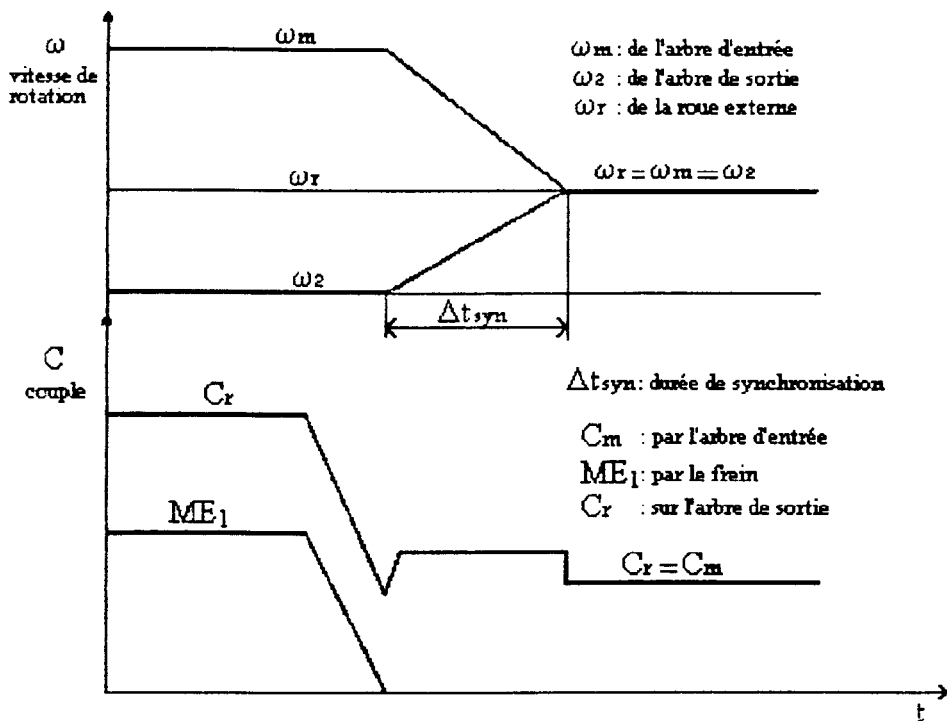 ω
vitesse de
rotation
ωm
ωm : de l'arbre d'entrée
ω2 : de l'arbre de sortie
ωr : de la roue externe
ωr
ωr = ωm = ω2
ω2
Δtsyn
C
couple
Cr
Δtsyn : durée de synchronisation
Cm : par l'arbre d'entrée
ME1 : par le frein
Cr : sur l'arbre de sortie
ME1
Cr = Cm
t